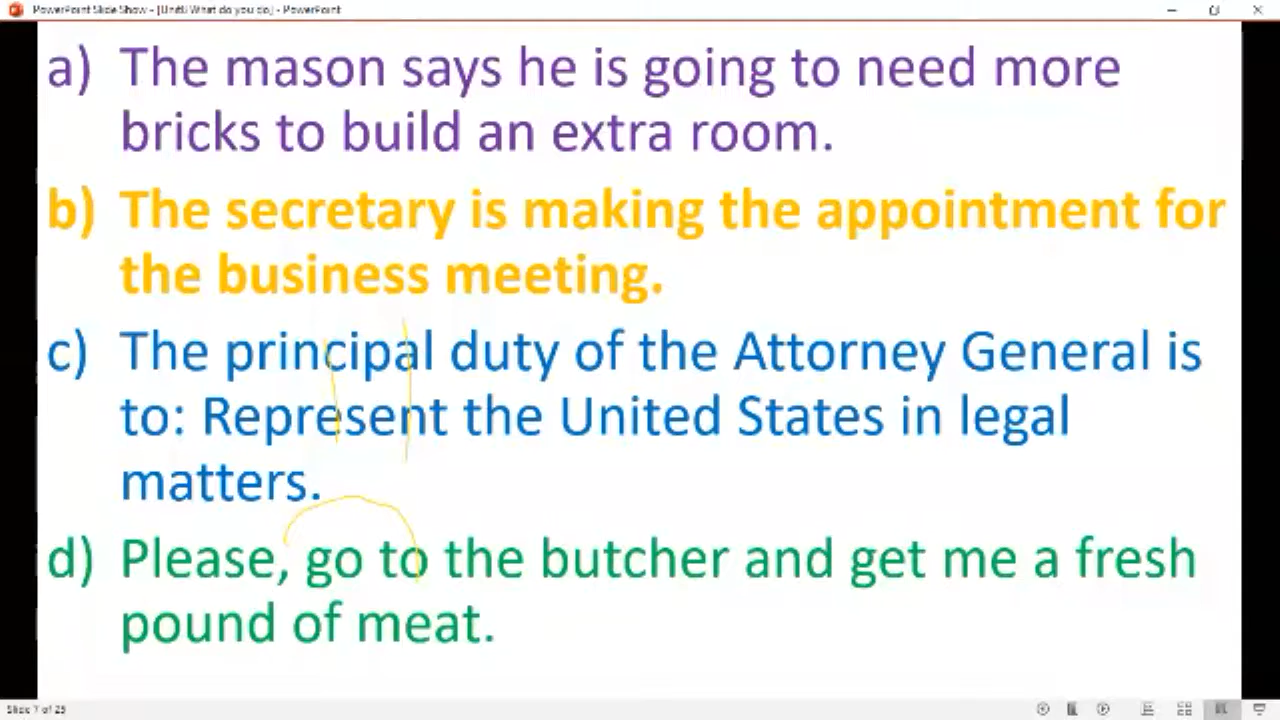 PowerPoint Slide Show - [Unit8 What do you do] - PowerPoint
a) The mason says he is going to need more
bricks to build an extra room.
b) The secretary is making the appointment for
the business meeting.
c) The principal duty of the Attorney General is
to: Represent the United States in legal
matters.
d) Please, go to the butcher and get me a fresh
pound of meat.
Slide 7 of 25